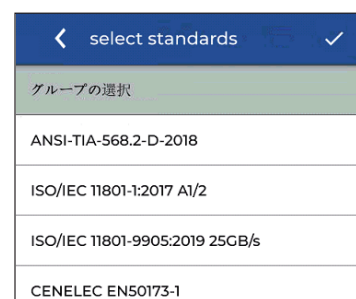 select standards
グループの選択
ANSI-TIA-568.2-D-2018
ISO/IEC 11801-1:2017 A1/2
ISO/IEC 11801-9905:2019 25GB/s
CENELEC EN50173-1